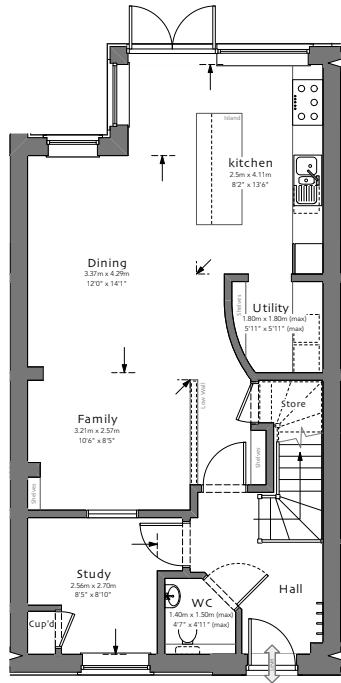 Island
kitchen
2.5m x 4.11m
8'2" x 13'6"
Dining
3.37m x 4.29m
12'0" x 14'1"
Shelves
Utility
1.80m x 1.80m (max)
5'11" x 5'11" (max)
Store
Low Wall
Family
3.21m x 2.57m
10'6" x 8'5"
Shelves
Shelves
Study
2.56m x 2.70m
8'5" x 8'10"
WC
1.40m x 1.50m (max)
4'7" x 4'11" (max)
Hall
Cup'd